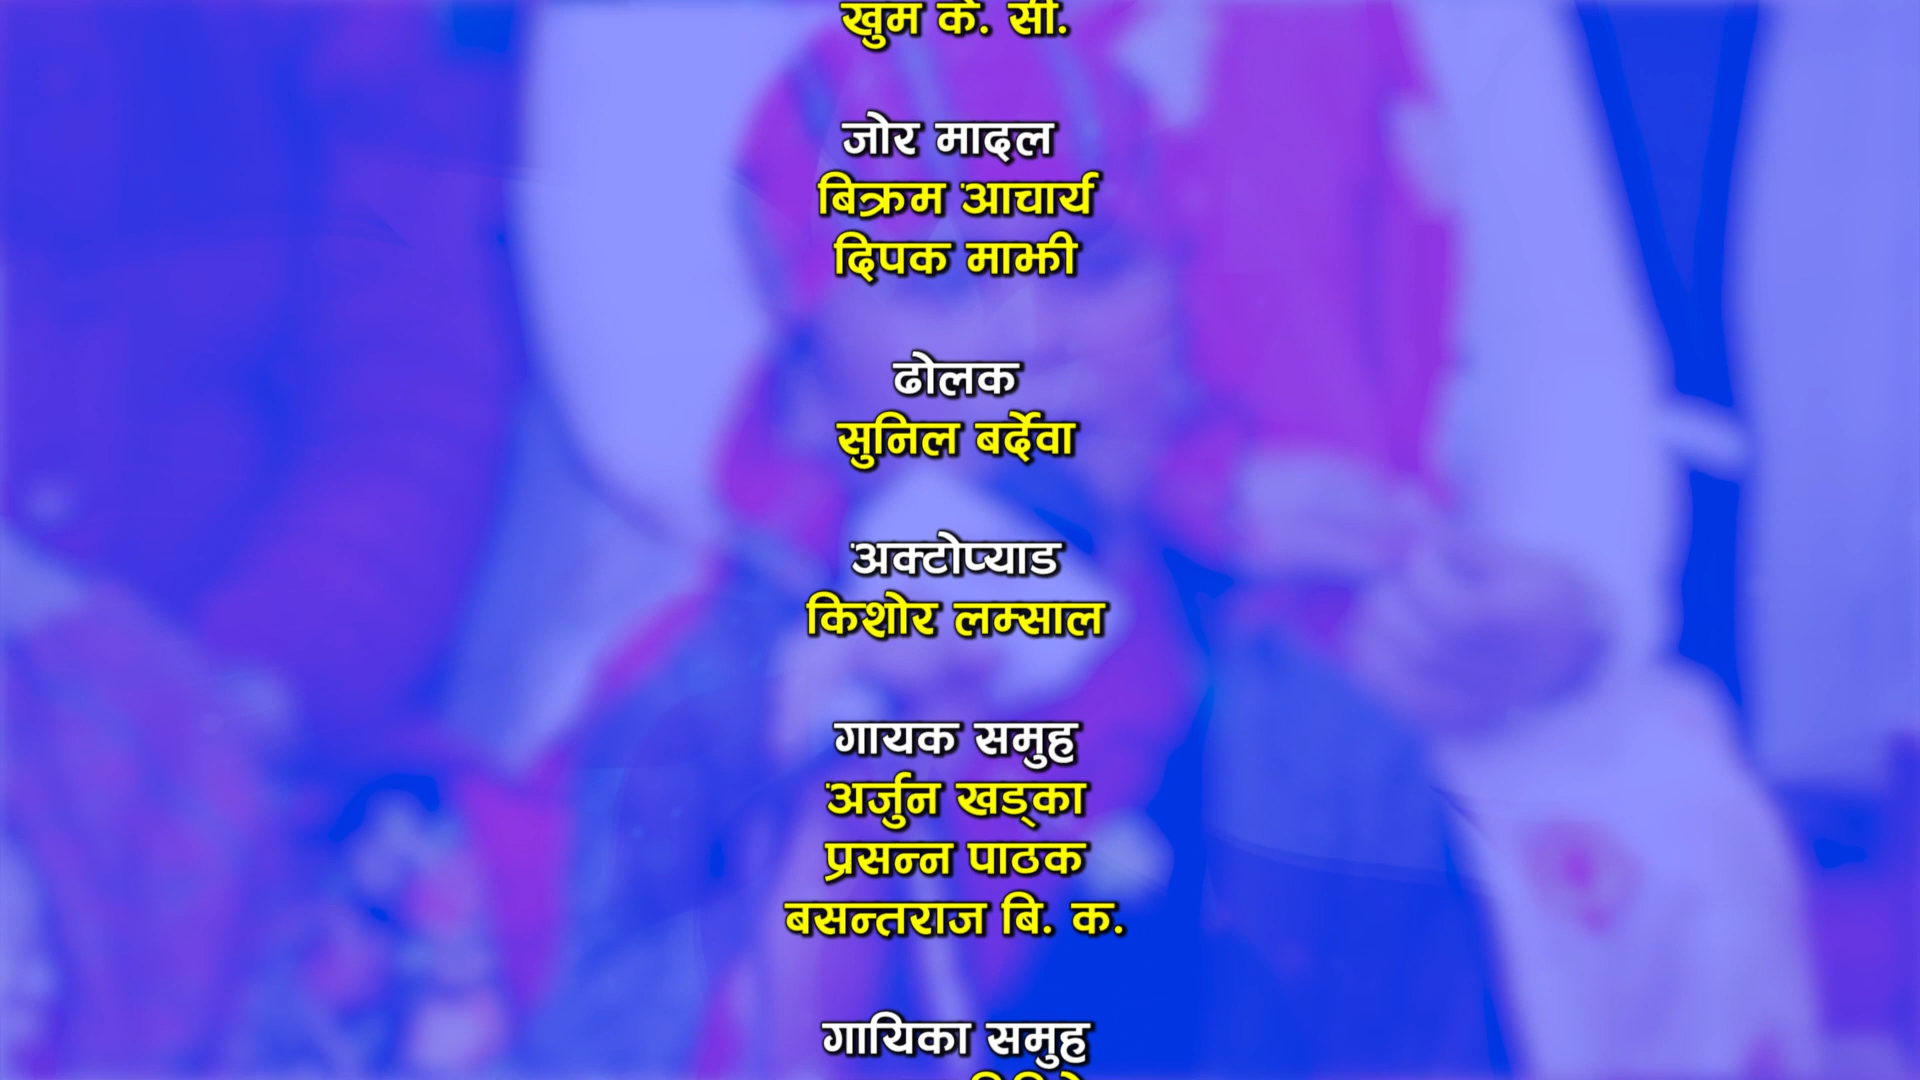 खुम के. सी.
जोर मादल
बिक्रम आचार्य
दिपक माझी
ढोलक
सुनिल बर्देवा
अक्टोप्याड
किशोर लम्साल
गायक समुह
अर्जुन खड्का
प्रसन्न पाठक
बसन्तराज बि. क.
गायिका समुह